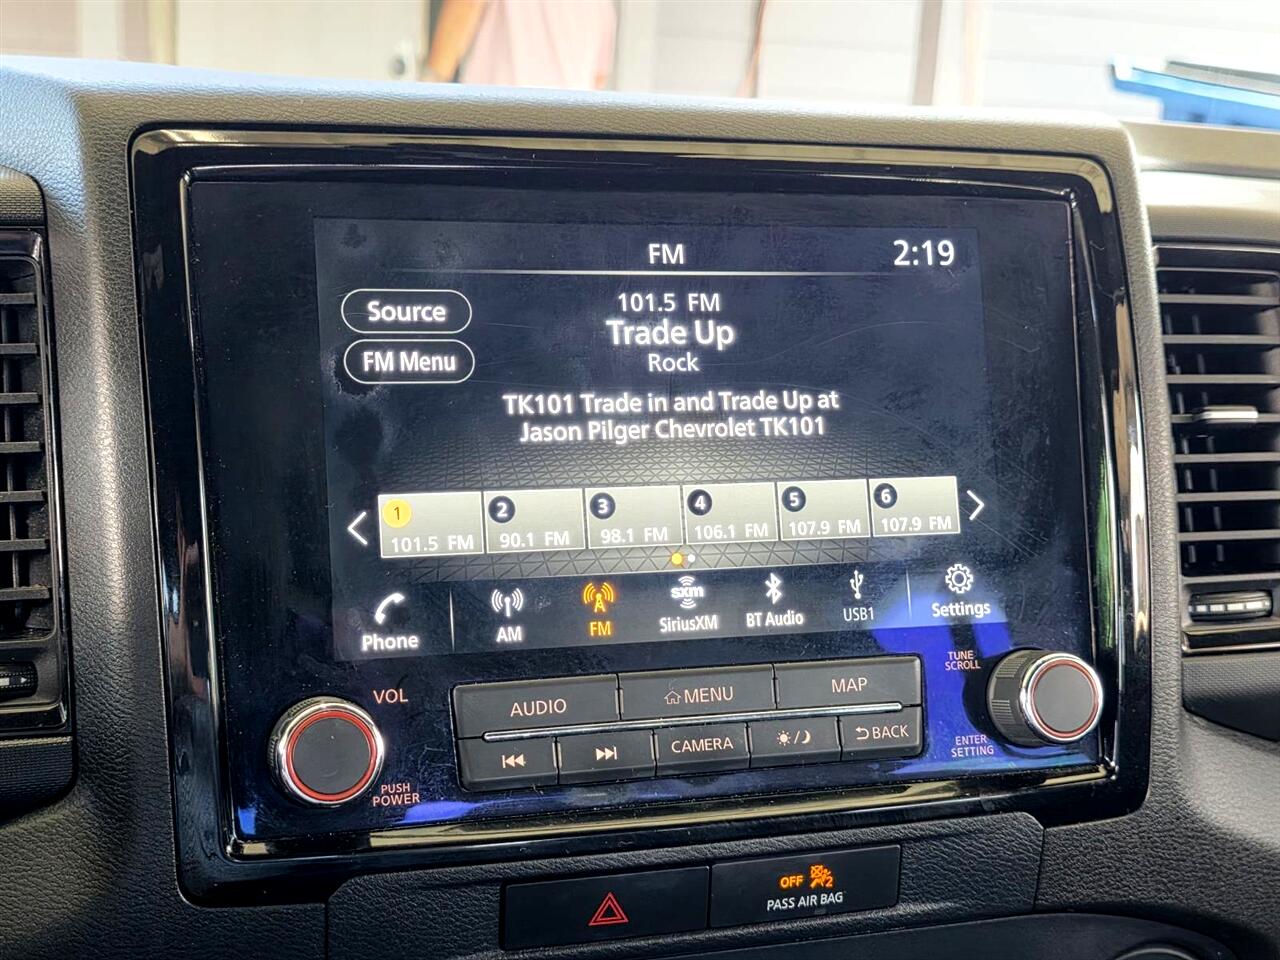 FM
2:19
Source
101.5 FM
Trade Up
FM Menu
Rock
TK101 Trade in and Trade Up at
Jason Pilger Chevrolet TK101
1 2 3 4 5 6
101.5 FM 90.1 FM 98.1 FM 106.1 FM 107.9 FM 107.9 FM
sxm
Phone AM FM SiriusXM BT Audio USB1 Settings
VOL
AUDIO MENU MAP
TUNE
SCROLL
CAMERA BACK
ENTER
SETTING
PUSH
POWER
OFF 2
PASS AIR BAG